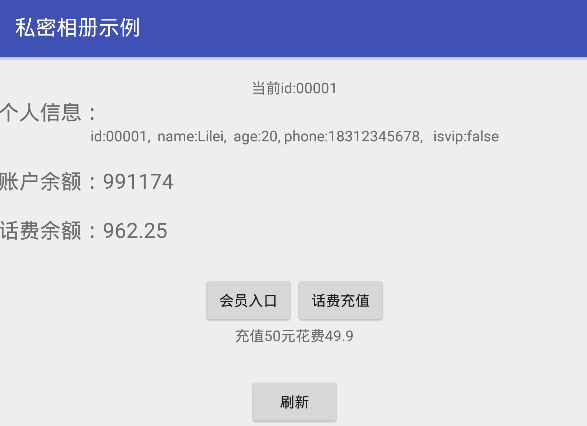 私密相册示例
当前id:00001
个人信息：
id:00001, name:Lilei, age:20, phone:18312345678, isvip:false
账户余额：991174
话费余额：962.25
会员入口 话费充值
充值50元花费49.9
刷新